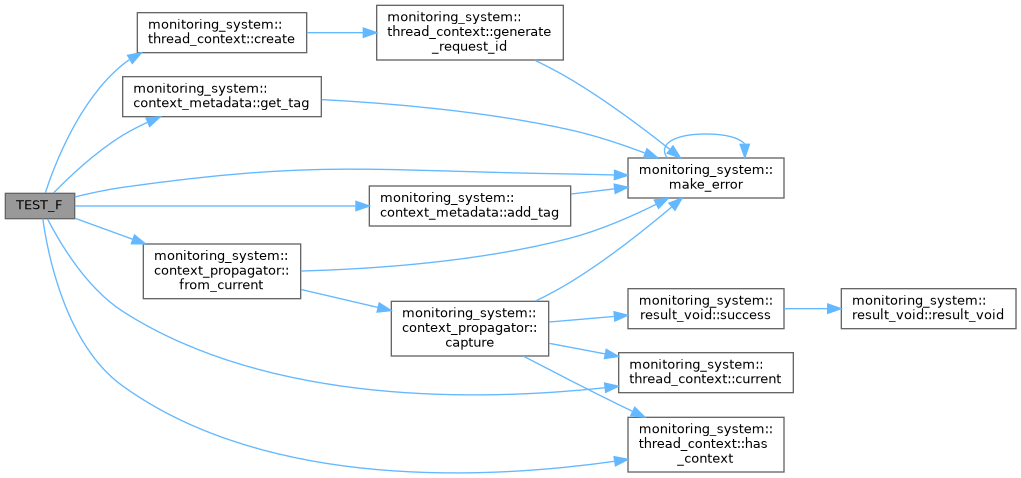 monitoring_system::
thread_context::create
monitoring_system::
thread_context::generate
_request_id
monitoring_system::
context_metadata::get_tag
monitoring_system::
make_error
TEST_F
monitoring_system::
context_metadata::add_tag
monitoring_system::
context_propagator::
from_current
monitoring_system::
context_propagator::
capture
monitoring_system::
result_void::success
monitoring_system::
result_void::result_void
monitoring_system::
thread_context::current
monitoring_system::
thread_context::has
_context